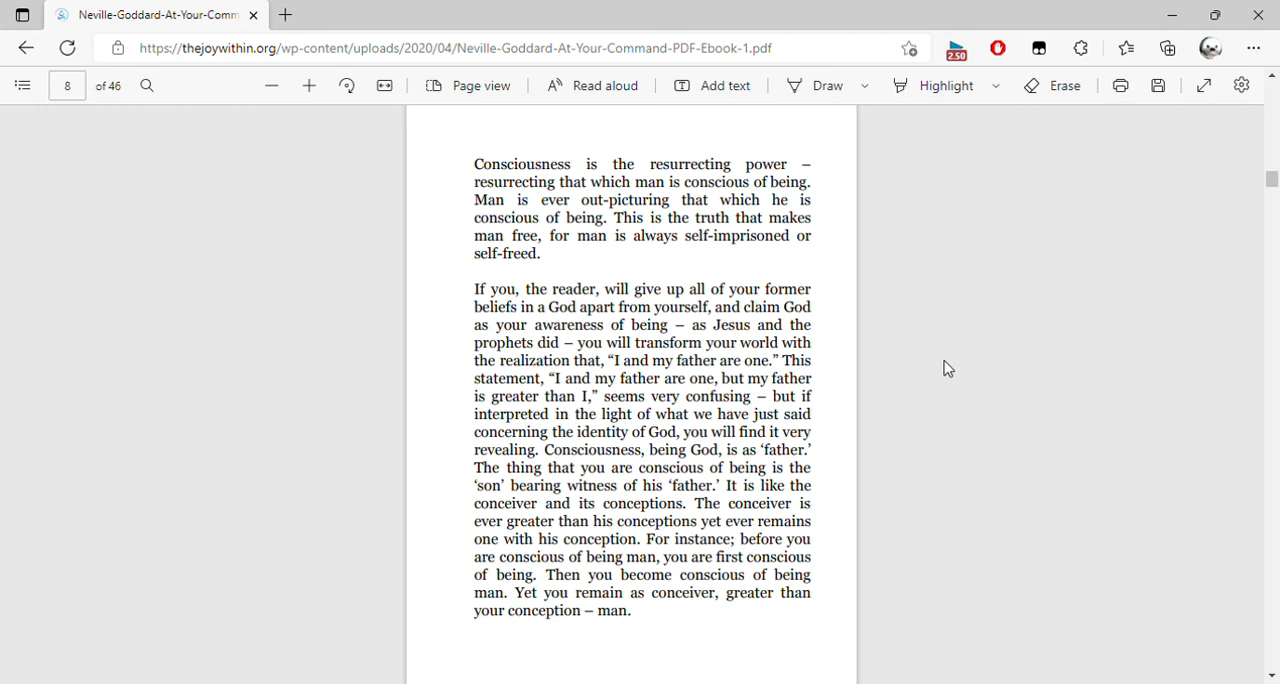 Neville-Goddard-At-Your-Comm
https://thejoywithin.org/wp-content/uploads/2020/04/Neville-Goddard-At-Your-Command-PDF-Ebook-1.pdf
2.50
8 of 46
Page view
Read aloud
Add text
Draw
Highlight
Erase
Consciousness is the resurrecting power –
resurrecting that which man is conscious of being.
Man is ever out-picturing that which he is
conscious of being. This is the truth that makes
man free, for man is always self-imprisoned or
self-freed.
If you, the reader, will give up all of your former
beliefs in a God apart from yourself, and claim God
as your awareness of being – as Jesus and the
prophets did – you will transform your world with
the realization that, “I and my father are one.” This
statement, “I and my father are one, but my father
is greater than I,” seems very confusing – but if
interpreted in the light of what we have just said
concerning the identity of God, you will find it very
revealing. Consciousness, being God, is as ‘father.’
The thing that you are conscious of being is the
‘son’ bearing witness of his ‘father.’ It is like the
conceiver and its conceptions. The conceiver is
ever greater than his conceptions yet ever remains
one with his conception. For instance; before you
are conscious of being man, you are first conscious
of being. Then you become conscious of being
man. Yet you remain as conceiver, greater than
your conception – man.